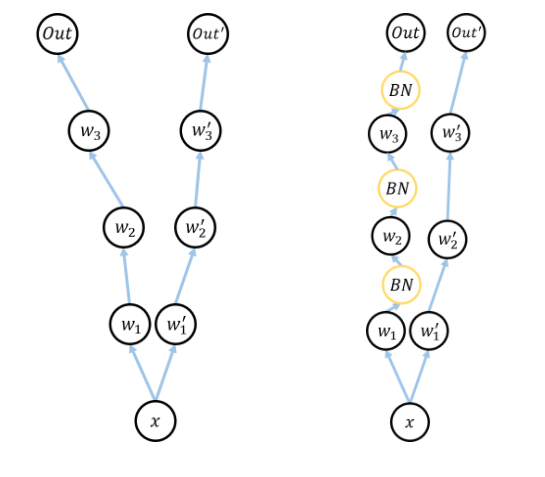 Out Out′ Out Out′
BN
w₃ w′₃ w₃ w′₃
BN
w₂ w′₂ w₂ w′₂
BN
w₁ w′₁ w₁ w′₁
x x